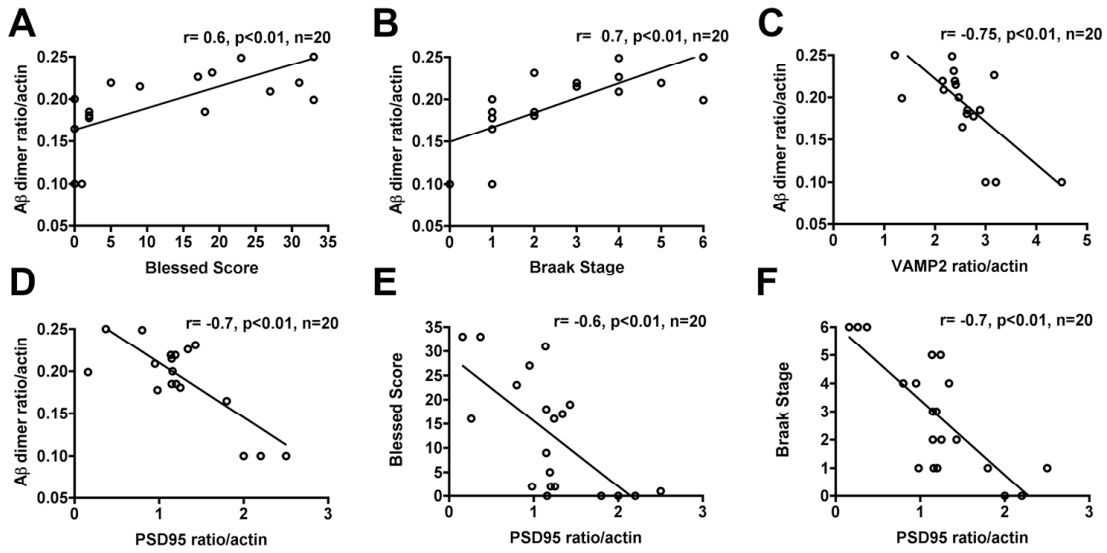 A
r= 0.6, p<0.01, n=20
Aβ dimer ratio/actin
0.25
0.20
0.15
0.10
0.05
0 5 10 15 20 25 30 35
Blessed Score
B
r= 0.7, p<0.01, n=20
Aβ dimer ratio/actin
0.25
0.20
0.15
0.10
0.05
0 1 2 3 4 5 6
Braak Stage
C
r= -0.75, p<0.01, n=20
Aβ dimer ratio/actin
0.25
0.20
0.15
0.10
0.05
0 1 2 3 4 5
VAMP2 ratio/actin
D
r= -0.7, p<0.01, n=20
Aβ dimer ratio/actin
0.25
0.20
0.15
0.10
0.05
0 1 2 3
PSD95 ratio/actin
E
r= -0.6, p<0.01, n=20
Blessed Score
35
30
25
20
15
10
5
0
0 1 2 3
PSD95 ratio/actin
F
r= -0.7, p<0.01, n=20
Braak Stage
6
5
4
3
2
1
0
0 1 2 3
PSD95 ratio/actin